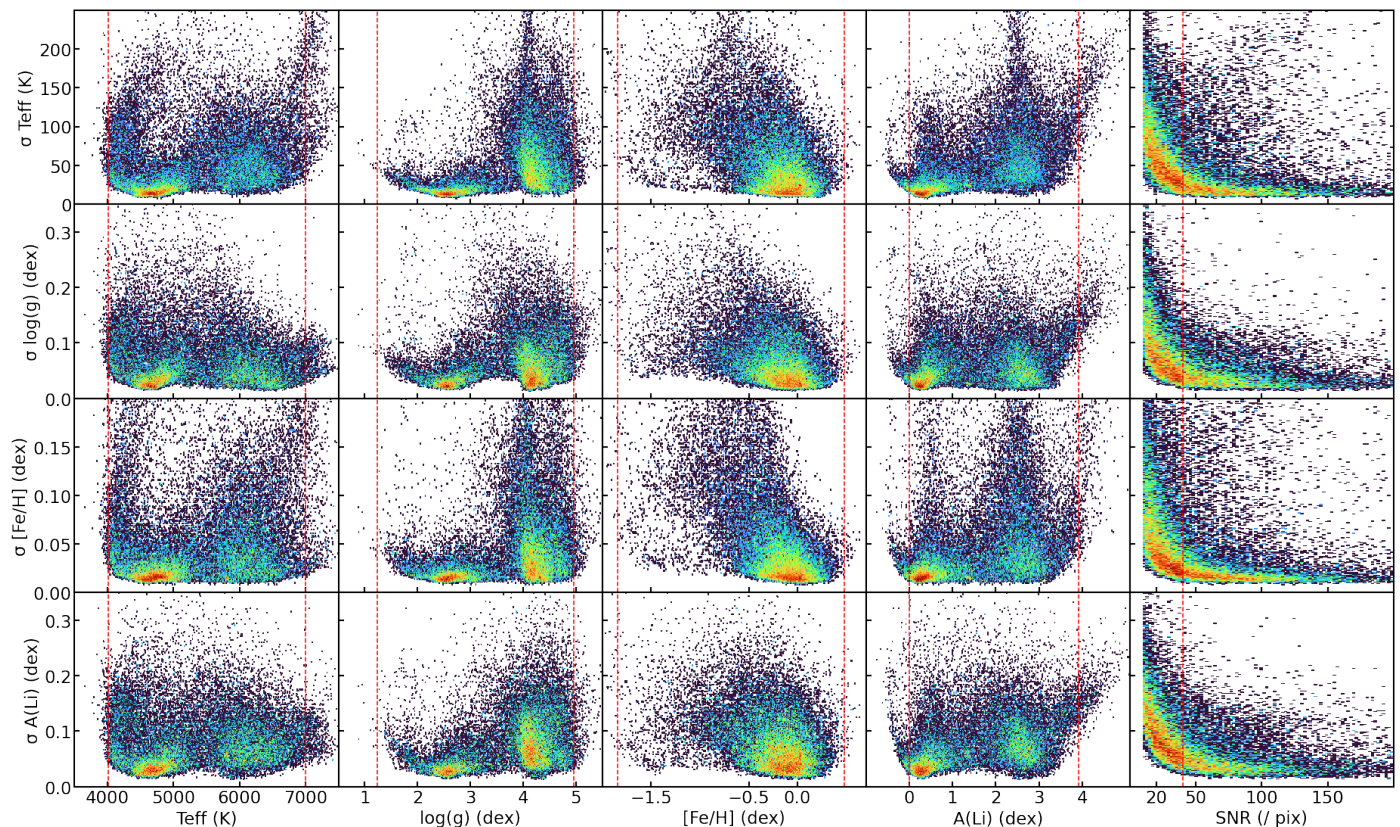 250
200
150
100
50
0
σ Teff (K)
0.3
0.2
0.1
0.0
σ log(g) (dex)
0.15
0.10
0.05
0.00
σ [Fe/H] (dex)
0.3
0.2
0.1
0.0
σ A(Li) (dex)
4000 5000 6000 7000
Teff (K)
1 2 3 4 5
log(g) (dex)
−1.5 −0.5 0.0
[Fe/H] (dex)
0 1 2 3 4
A(Li) (dex)
20 50 100 150
SNR (/ pix)